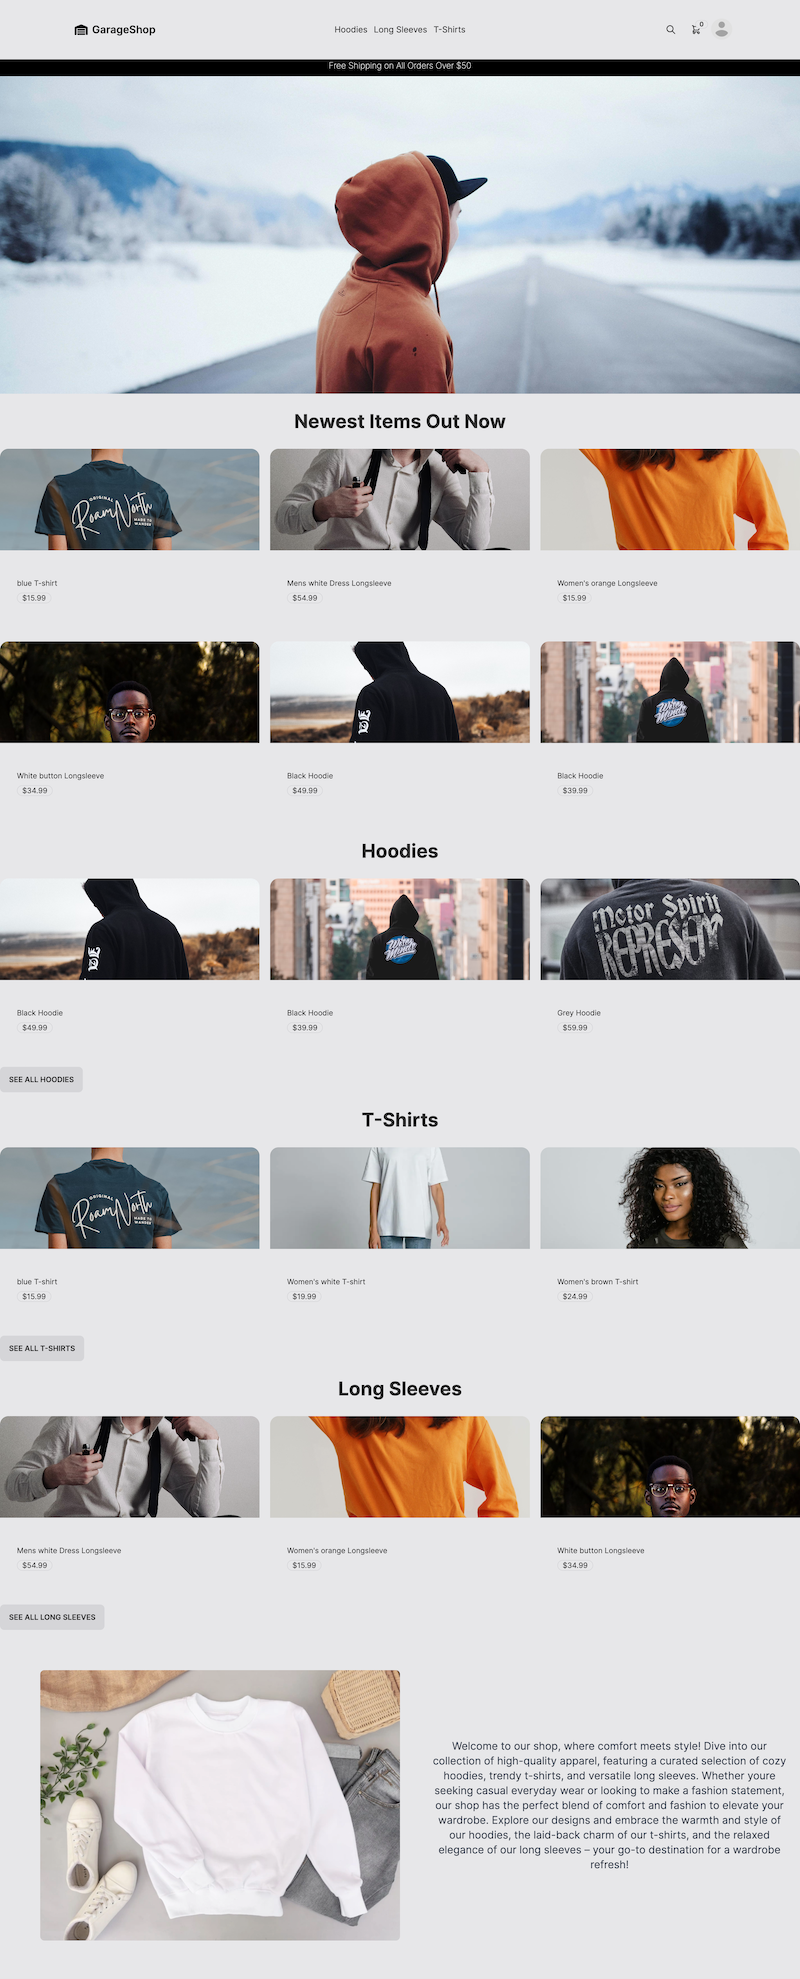 GarageShop
Hoodies Long Sleeves T-Shirts
0
Free Shipping on All Orders Over $50
Newest Items Out Now
ORIGINAL
Roam North
MADE TO
WANDER
blue T-shirt
$15.99
Mens white Dress Longsleeve
$54.99
Women's orange Longsleeve
$15.99
White button Longsleeve
$34.99
Black Hoodie
$49.99
Black Hoodie
$39.99
Hoodies
Motor Spirit
REPRESENT
Black Hoodie
$49.99
Black Hoodie
$39.99
Grey Hoodie
$59.99
SEE ALL HOODIES
T-Shirts
ORIGINAL
Roam North
MADE TO
WANDER
blue T-shirt
$15.99
Women's white T-shirt
$19.99
Women's brown T-shirt
$24.99
SEE ALL T-SHIRTS
Long Sleeves
Mens white Dress Longsleeve
$54.99
Women's orange Longsleeve
$15.99
White button Longsleeve
$34.99
SEE ALL LONG SLEEVES
Welcome to our shop, where comfort meets style! Dive into our
collection of high-quality apparel, featuring a curated selection of cozy
hoodies, trendy t-shirts, and versatile long sleeves. Whether youre
seeking casual everyday wear or looking to make a fashion statement,
our shop has the perfect blend of comfort and fashion to elevate your
wardrobe. Explore our designs and embrace the warmth and style of
our hoodies, the laid-back charm of our t-shirts, and the relaxed
elegance of our long sleeves – your go-to destination for a wardrobe
refresh!